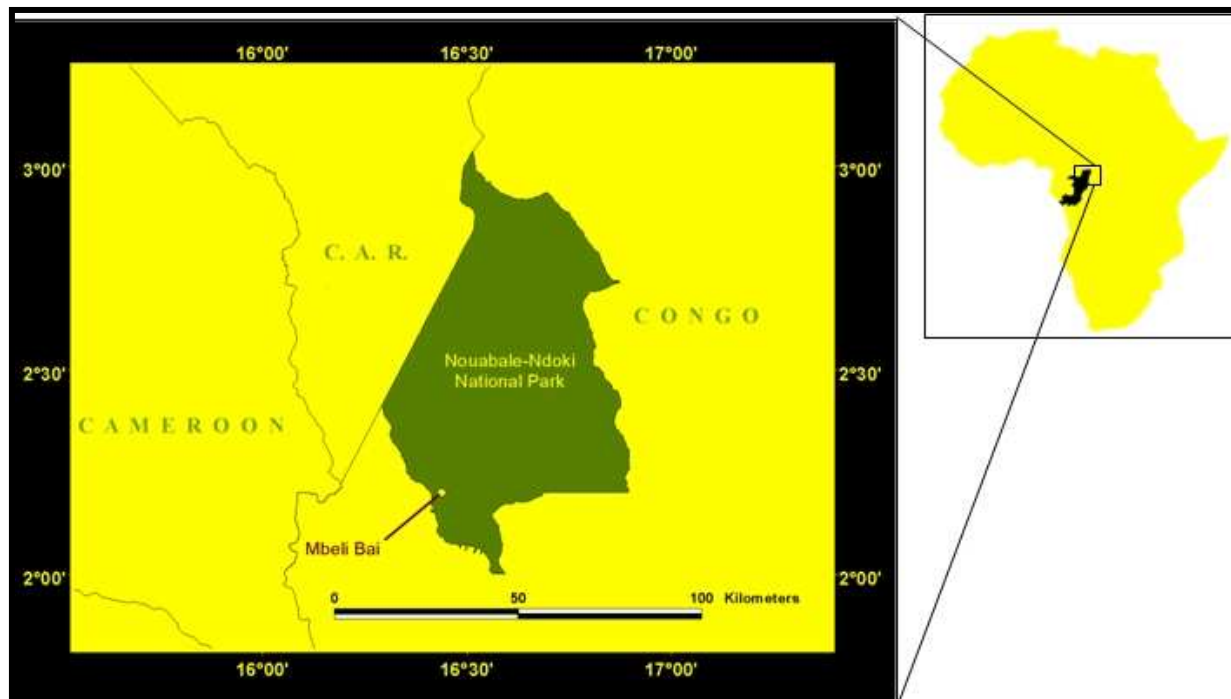 16°00'
16°30'
17°00'
3°00'
3°00'
C. A. R.
CONGO
Nouabale-Ndoki
National Park
2°30'
2°30'
CAMEROON
Mbeli Bai
2°00'
2°00'
0
50
100 Kilometers
16°00'
16°30'
17°00'